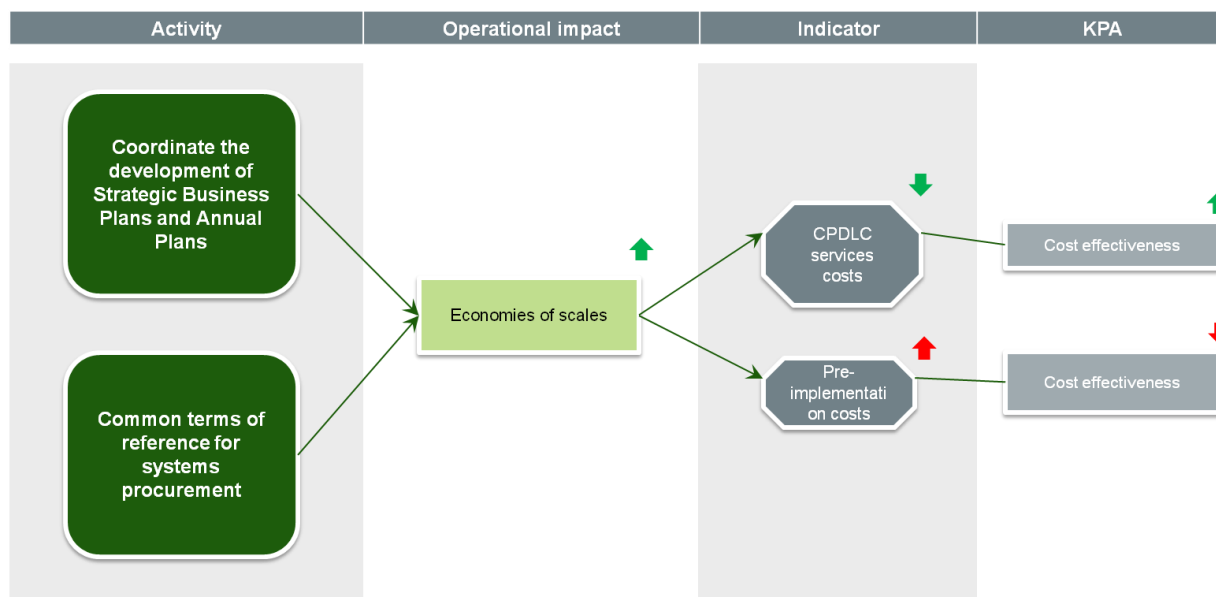 Activity
Operational impact
Indicator
KPA
Coordinate the
development of
Strategic Business
Plans and Annual
Plans
Common terms of
reference for
systems
procurement
Economies of scales
CPDLC
services
costs
Pre-
implementati
on costs
Cost effectiveness
Cost effectiveness